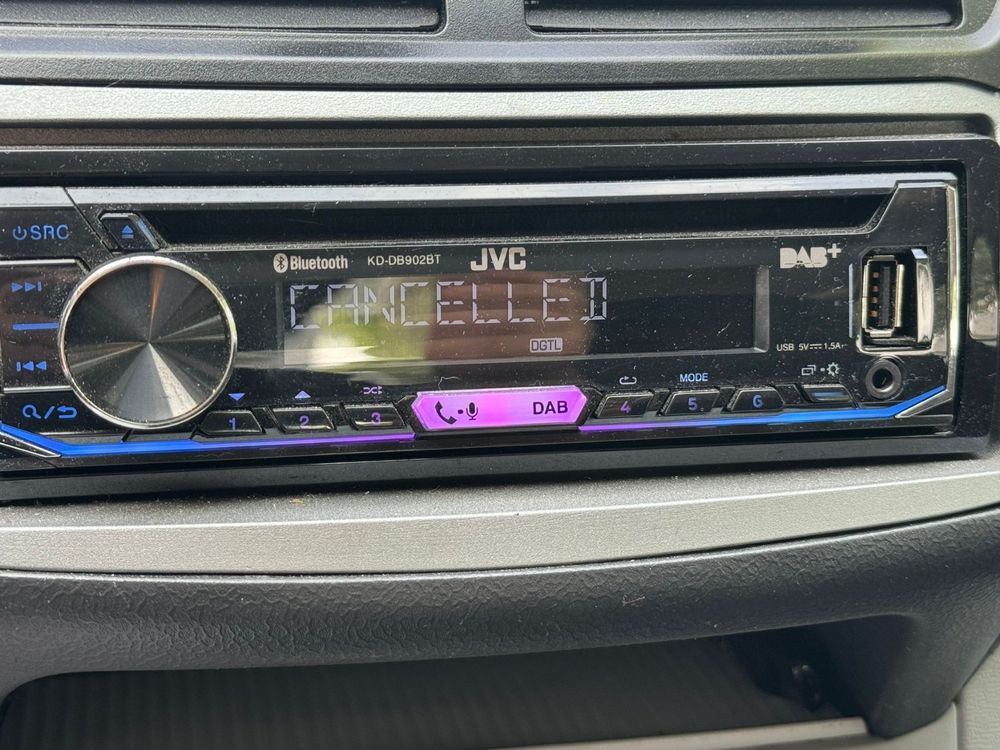 SRC
Bluetooth KD-DB902BT JVC DAB+
CANCELLED
DGTL
USB 5V 1.5A
MODE
1 2 3 DAB 4 5 6